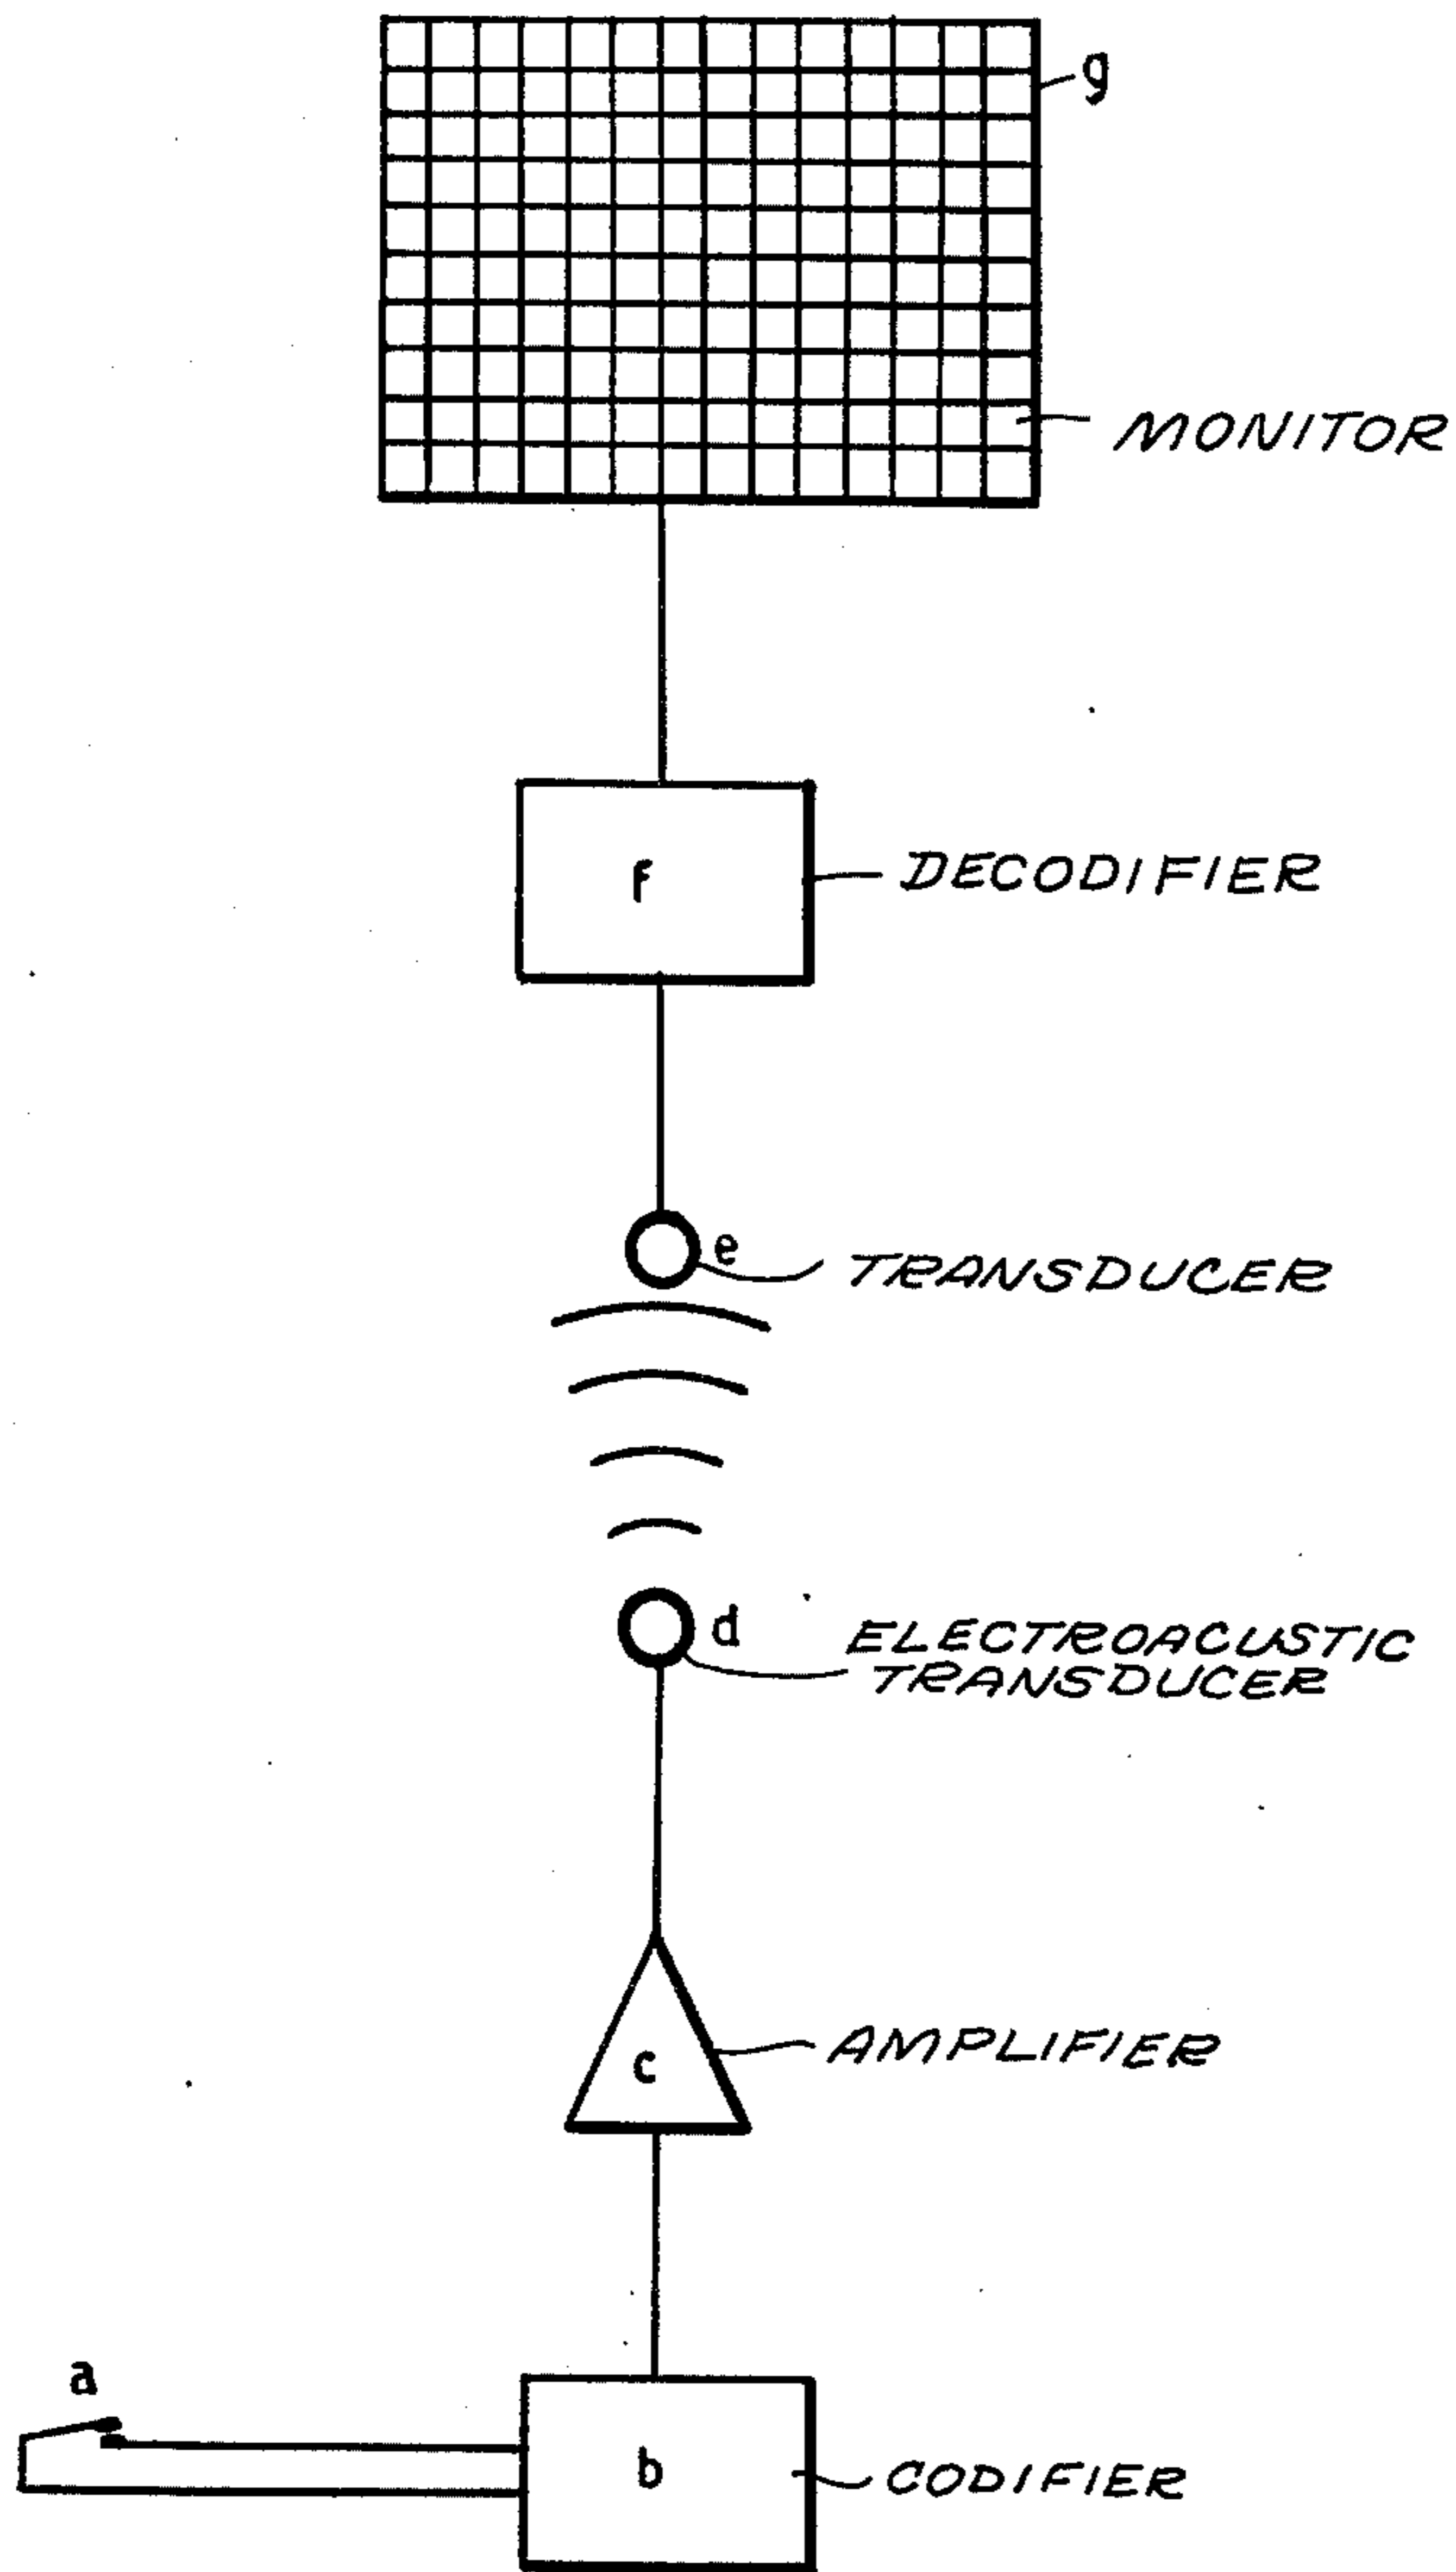 g
MONITOR
f
DECODIFIER
e
TRANSDUCER
d
ELECTROACUSTIC
TRANSDUCER
c
AMPLIFIER
a
b
CODIFIER